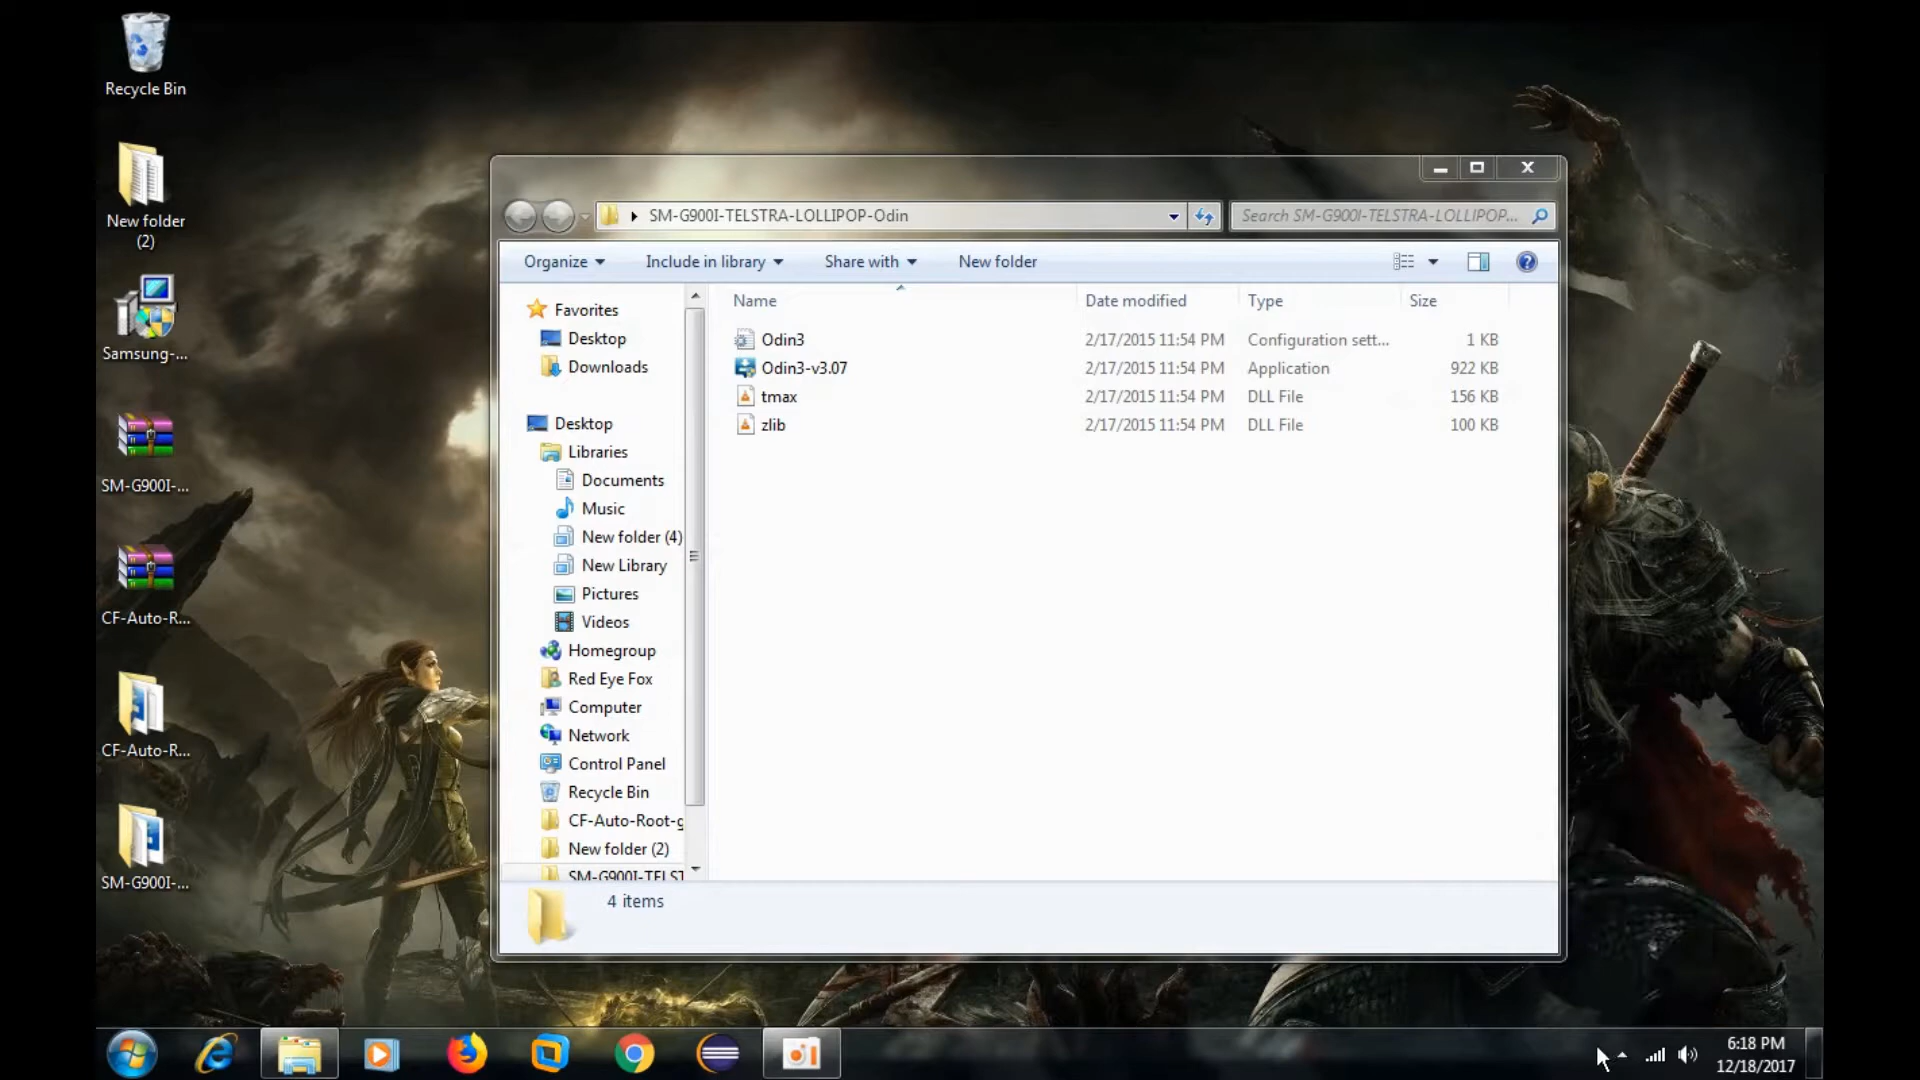 Recycle Bin
New folder
(2)
Samsung-...
SM-G900I-...
CF-Auto-R...
CF-Auto-R...
SM-G900I-...
SM-G900I-TELSTRA-LOLLIPOP-Odin
Search SM-G900I-TELSTRA-LOLLIPOP...
Organize Include in library Share with New folder
Name Date modified Type Size
Odin3 2/17/2015 11:54 PM Configuration sett... 1 KB
Odin3-v3.07 2/17/2015 11:54 PM Application 922 KB
tmax 2/17/2015 11:54 PM DLL File 156 KB
zlib 2/17/2015 11:54 PM DLL File 100 KB
Favorites
Desktop
Downloads
Desktop
Libraries
Documents
Music
New folder (4)
New Library
Pictures
Videos
Homegroup
Red Eye Fox
Computer
Network
Control Panel
Recycle Bin
CF-Auto-Root-g
New folder (2)
SM-G900I-TELST
4 items
6:18 PM
12/18/2017